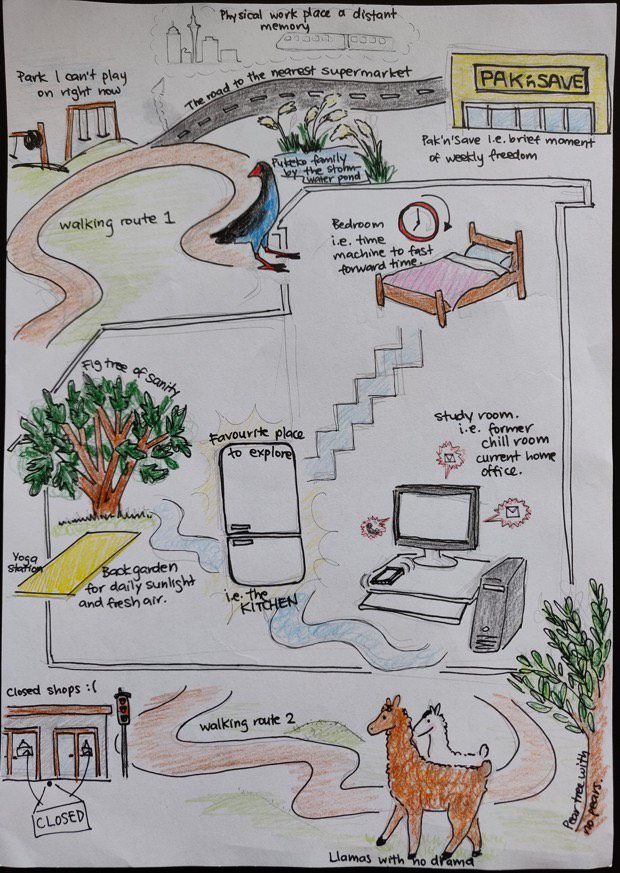 Physical work place a distant
memory
Park I can't play
on right now
The road to the nearest supermarket
PAK'nSAVE
Pak'n'Save i.e. brief moment
of weekly freedom
Pukeko family
by the storm-
water pond
walking route 1
Bedroom
i.e. time
machine to fast
forward time.
Fig tree of sanity
Favourite place
to explore
i.e. the
KITCHEN
study room.
i.e. former
chill room
current home
office.
Yoga
station
Back garden
for daily sunlight
and fresh air.
Closed shops :(
CLOSED
walking route 2
Llamas with no drama
Pear tree with
no pears.